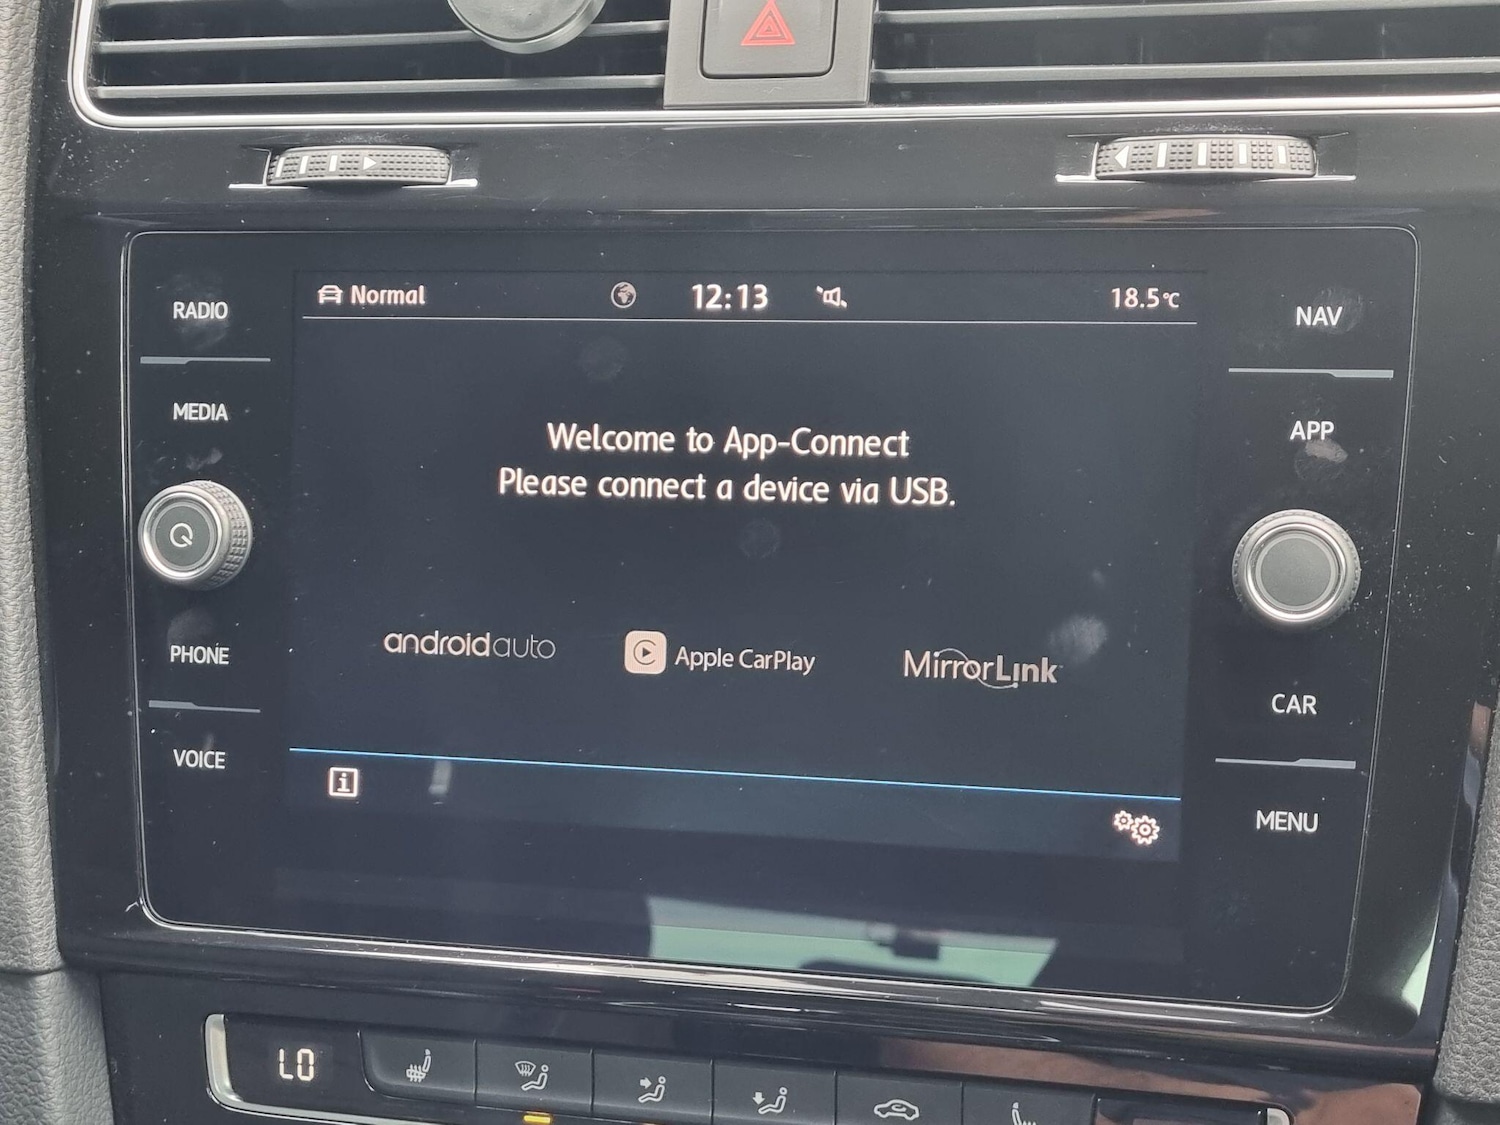 Normal
12:13
18.5°C
RADIO
MEDIA
PHONE
VOICE
Welcome to App-Connect
Please connect a device via USB.
androidauto
Apple CarPlay
MirrorLink
i
NAV
APP
CAR
MENU
LO